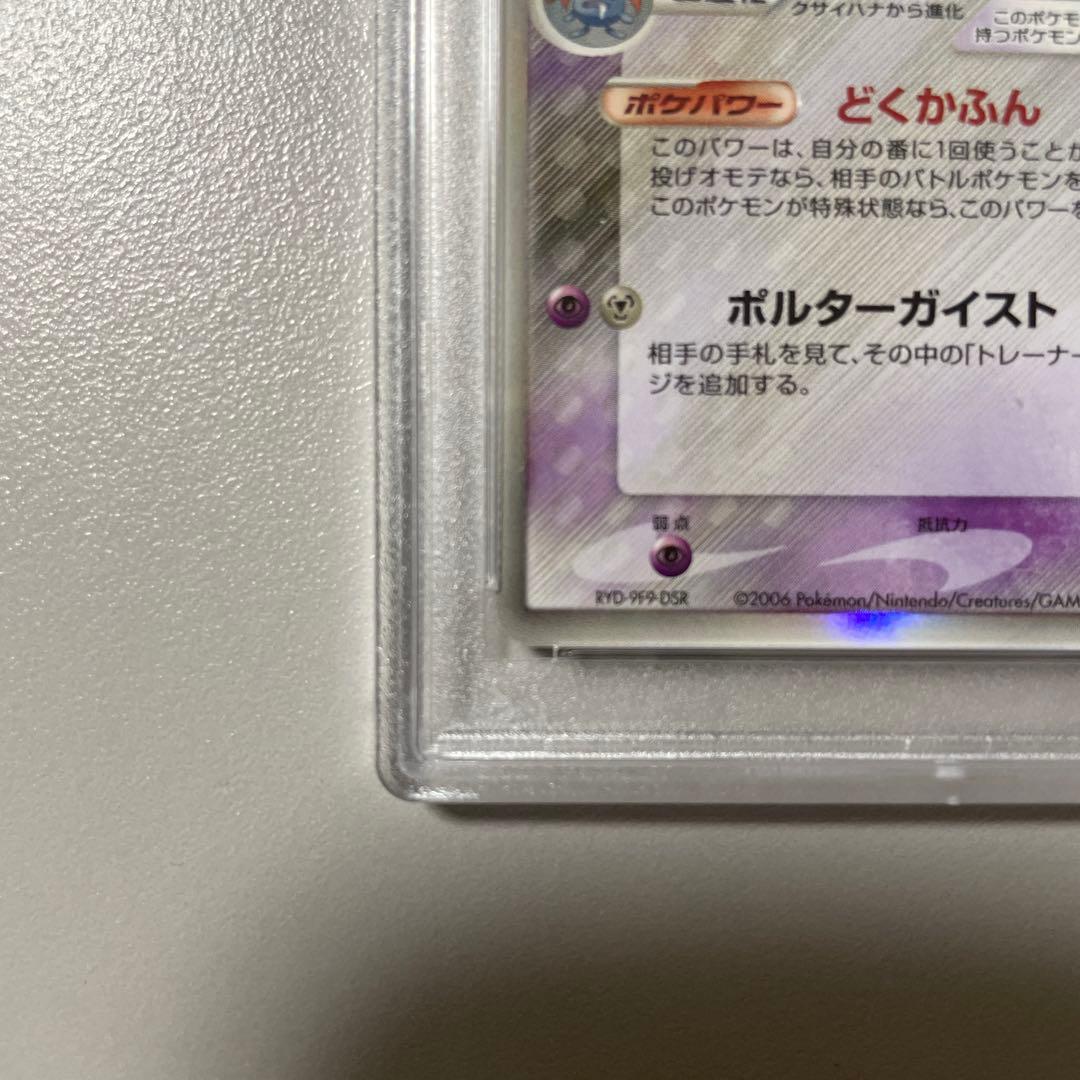 クサイハナから進化
このポケモ
持つポケモン
ポケパワー どくかふん
このパワーは、自分の番に1回使うことが
投げオモテなら、相手のバトルポケモンを
このポケモンが特殊状態なら、このパワーを
ポルターガイスト
相手の手札を見て、その中の「トレーナー
ジを追加する。
弱点 抵抗力
RYD-9F9-DSR ©2006 Pokémon/Nintendo/Creatures/GAM